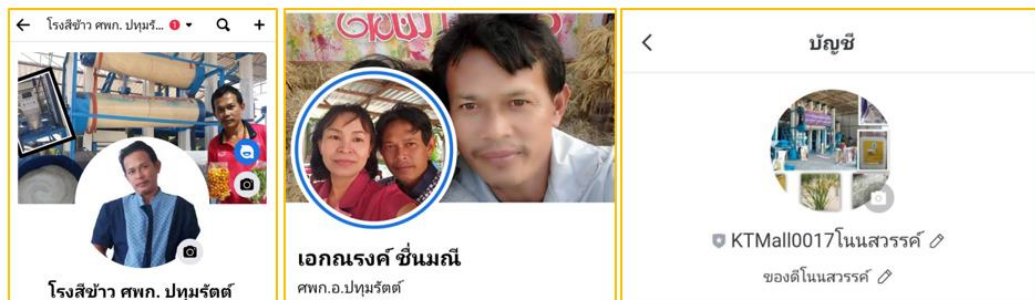 โรงสีข้าว ศพก. ปทุมรั... 1
โรงสีข้าว ศพก. ปทุมรัตต์
เอกณรงค์ ชื่นมณี
ศพก.อ.ปทุมรัตต์
บัญชี
KTMall0017โนนสวรรค์
ของดีโนนสวรรค์